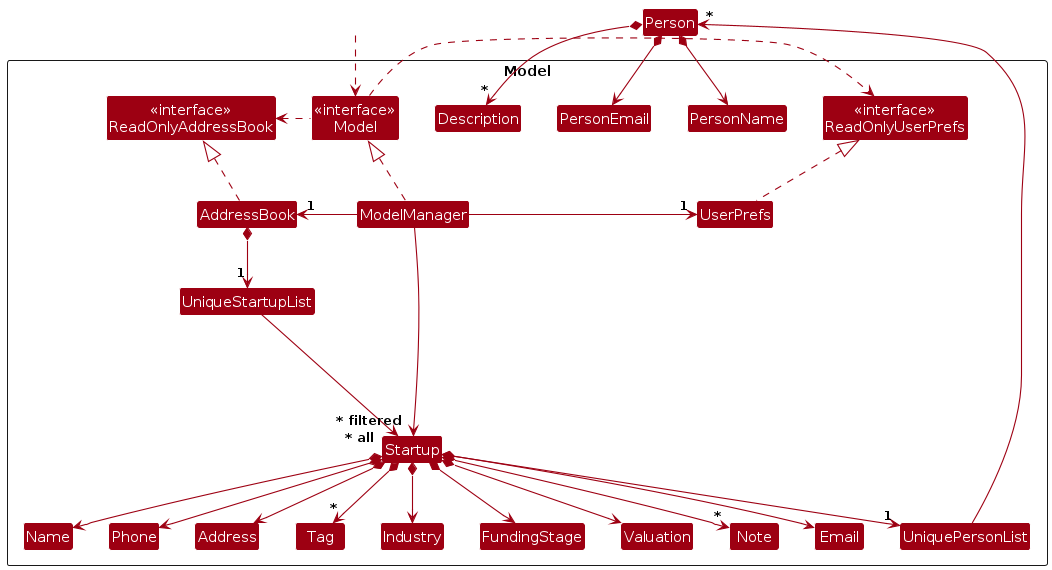 Person
*
Model
*
«interface»
ReadOnlyAddressBook
«interface»
Model
Description
PersonEmail
PersonName
«interface»
ReadOnlyUserPrefs
AddressBook
1
ModelManager
1
UserPrefs
1
UniqueStartupList
* filtered
* all
Startup
*
*
1
Name
Phone
Address
Tag
Industry
FundingStage
Valuation
Note
Email
UniquePersonList